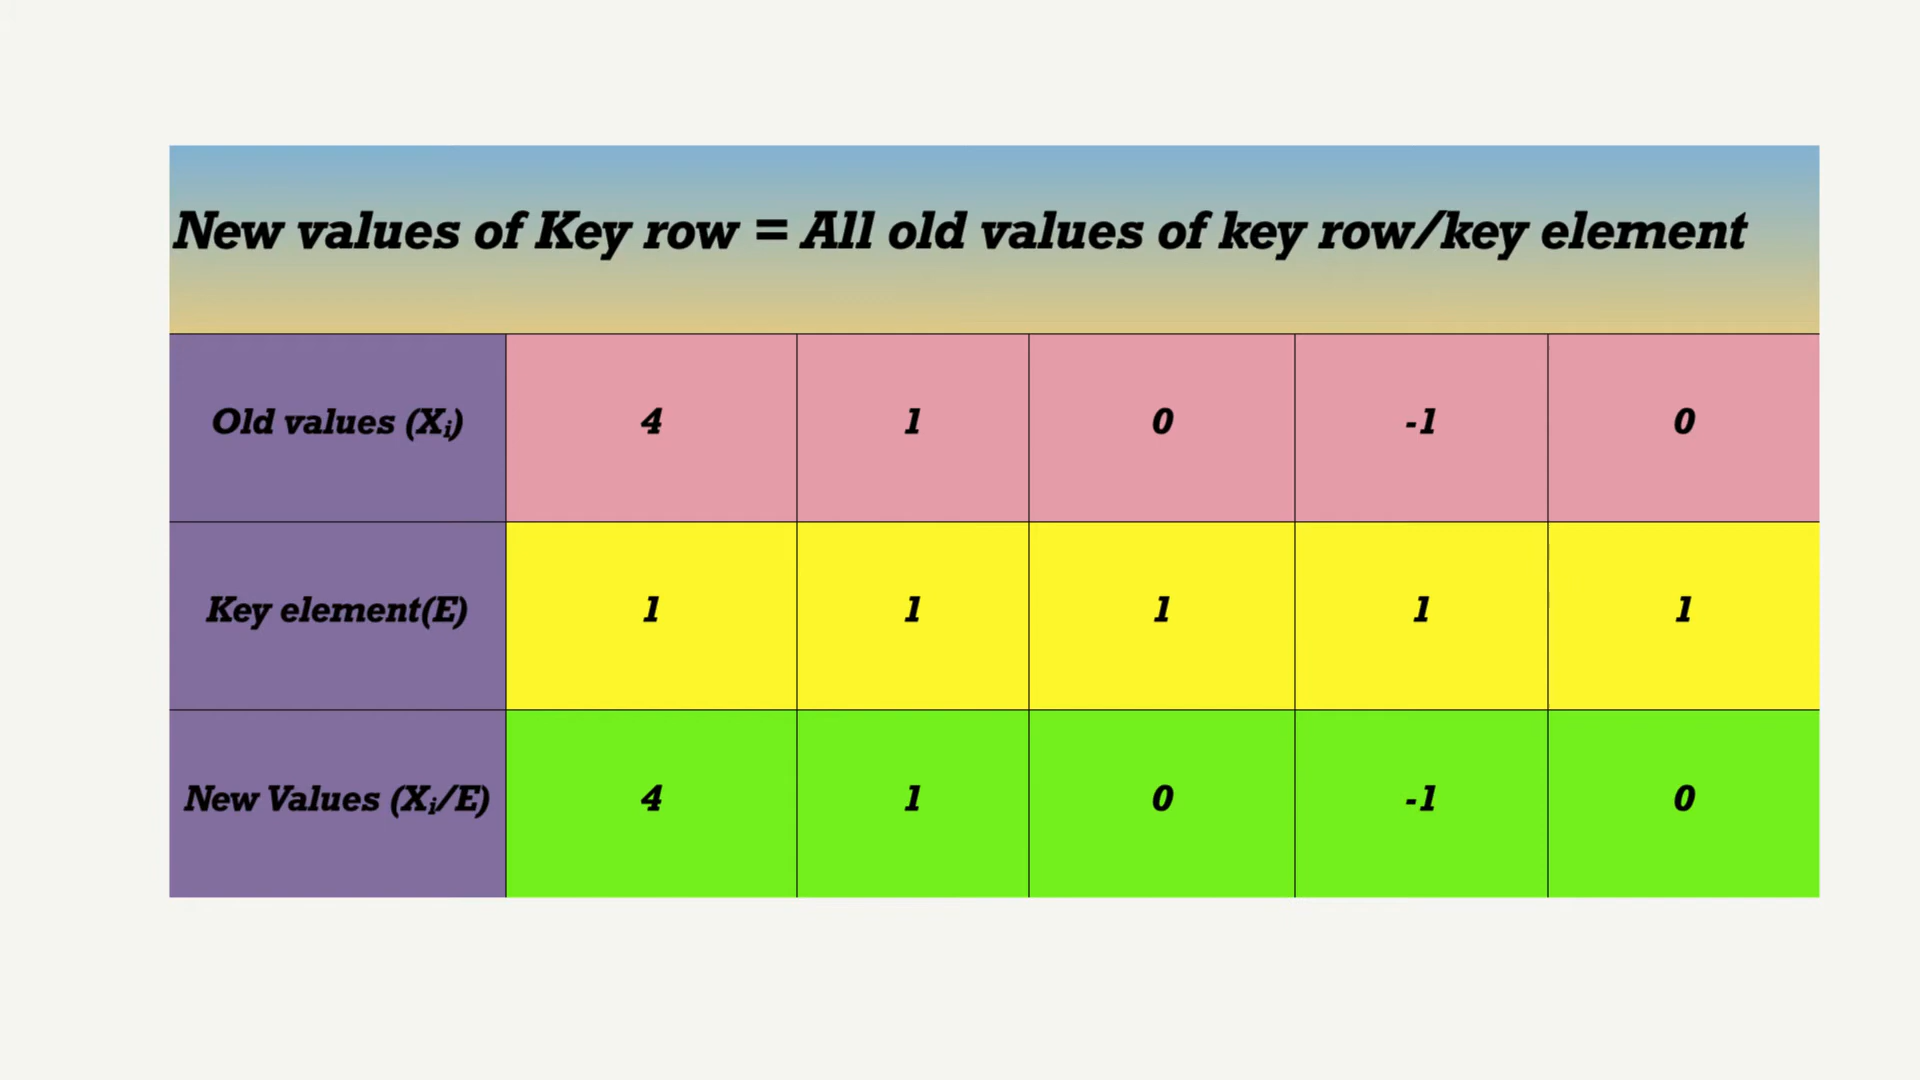 New values of Key row = All old values of key row/key element
Old values (Xᵢ) 4 1 0 -1 0
Key element(E) 1 1 1 1 1
New Values (Xᵢ/E) 4 1 0 -1 0